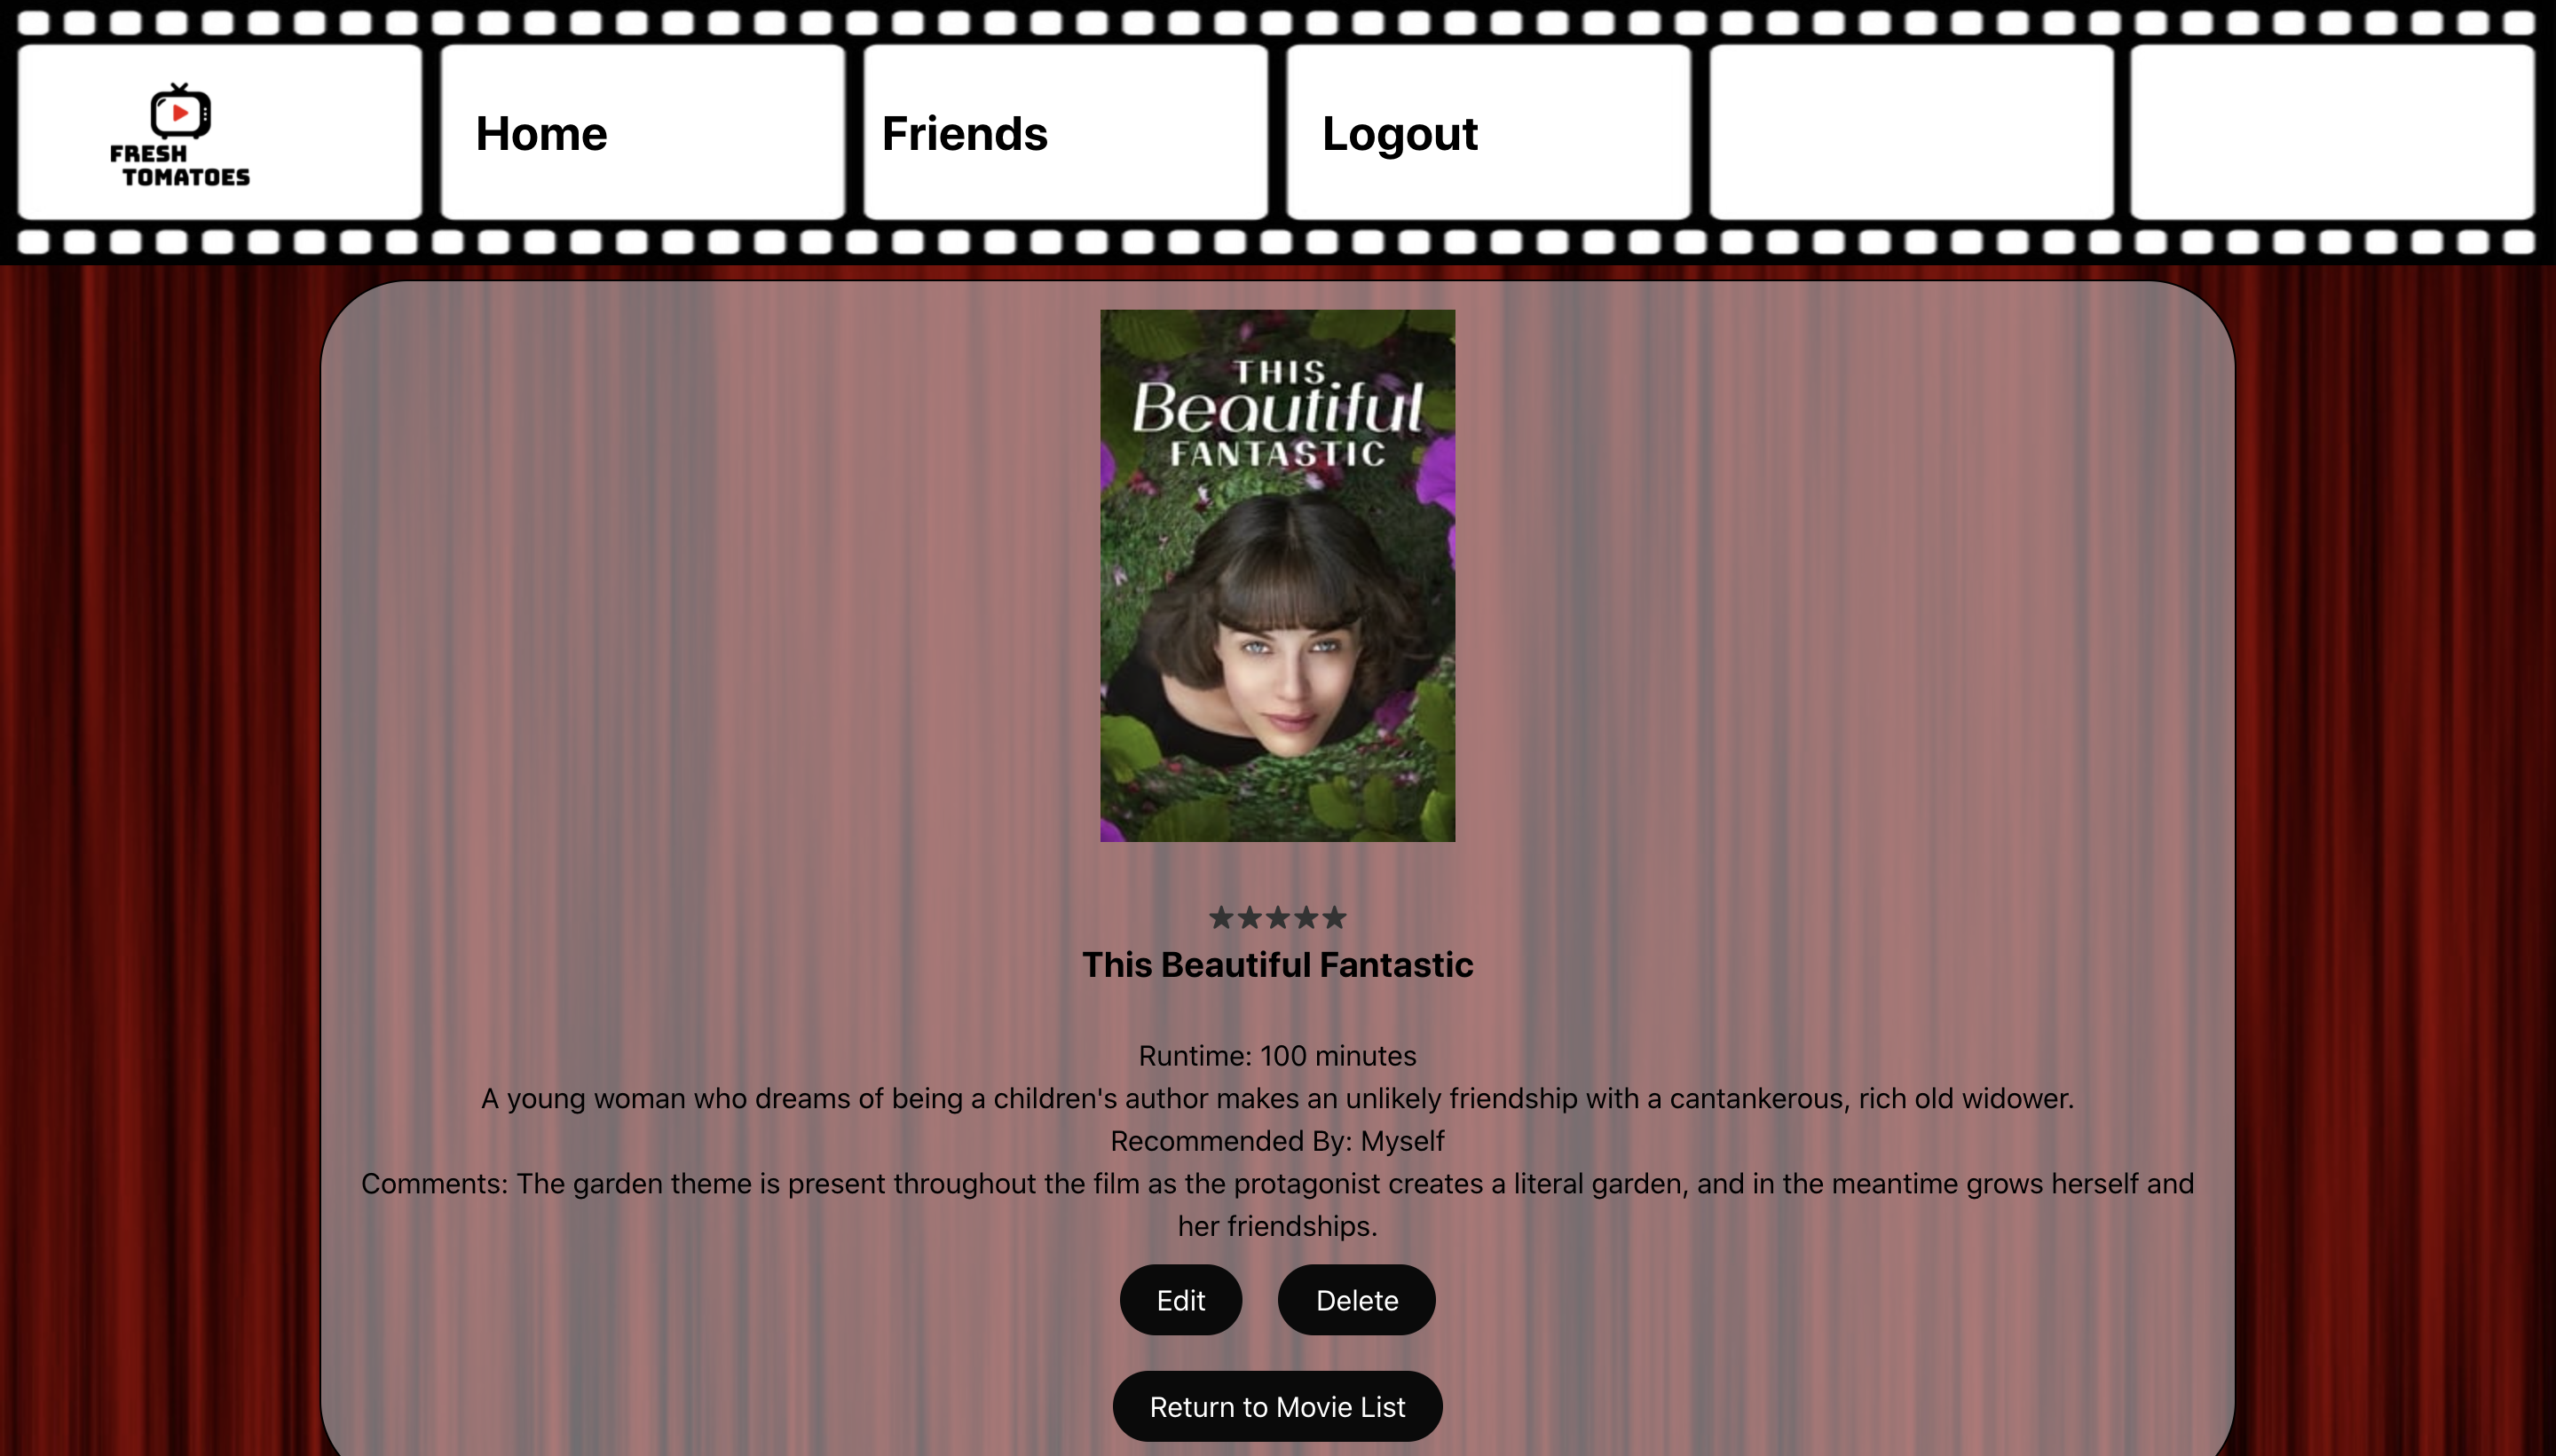 FRESH
TOMATOES
Home
Friends
Logout
THIS
Beautiful
FANTASTIC
This Beautiful Fantastic
Runtime: 100 minutes
A young woman who dreams of being a children's author makes an unlikely friendship with a cantankerous, rich old widower.
Recommended By: Myself
Comments: The garden theme is present throughout the film as the protagonist creates a literal garden, and in the meantime grows herself and
her friendships.
Edit
Delete
Return to Movie List